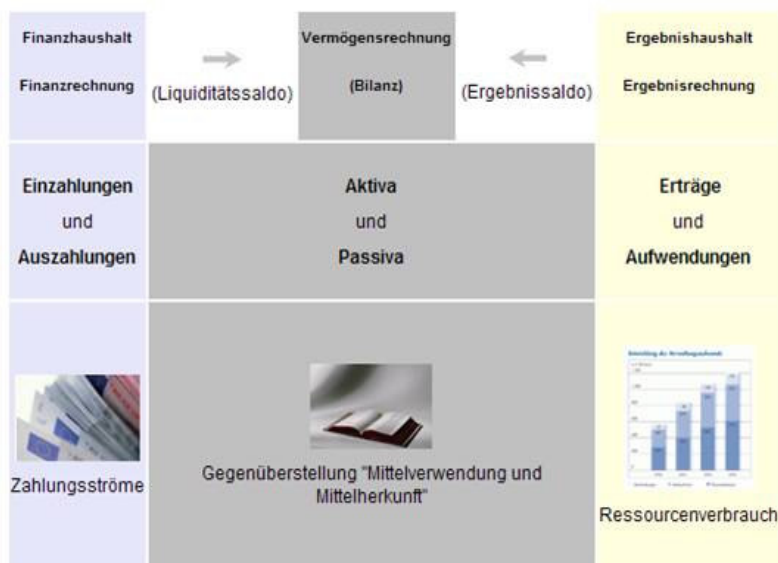 Finanzhaushalt
Finanzrechnung
(Liquiditätssaldo)
Vermögensrechnung
(Bilanz)
(Ergebnissaldo)
Ergebnishaushalt
Ergebnisrechnung
Einzahlungen
und
Auszahlungen
Aktiva
und
Passiva
Erträge
und
Aufwendungen
Zahlungsströme
Gegenüberstellung "Mittelverwendung und
Mittelherkunft"
Ressourcenverbrauch